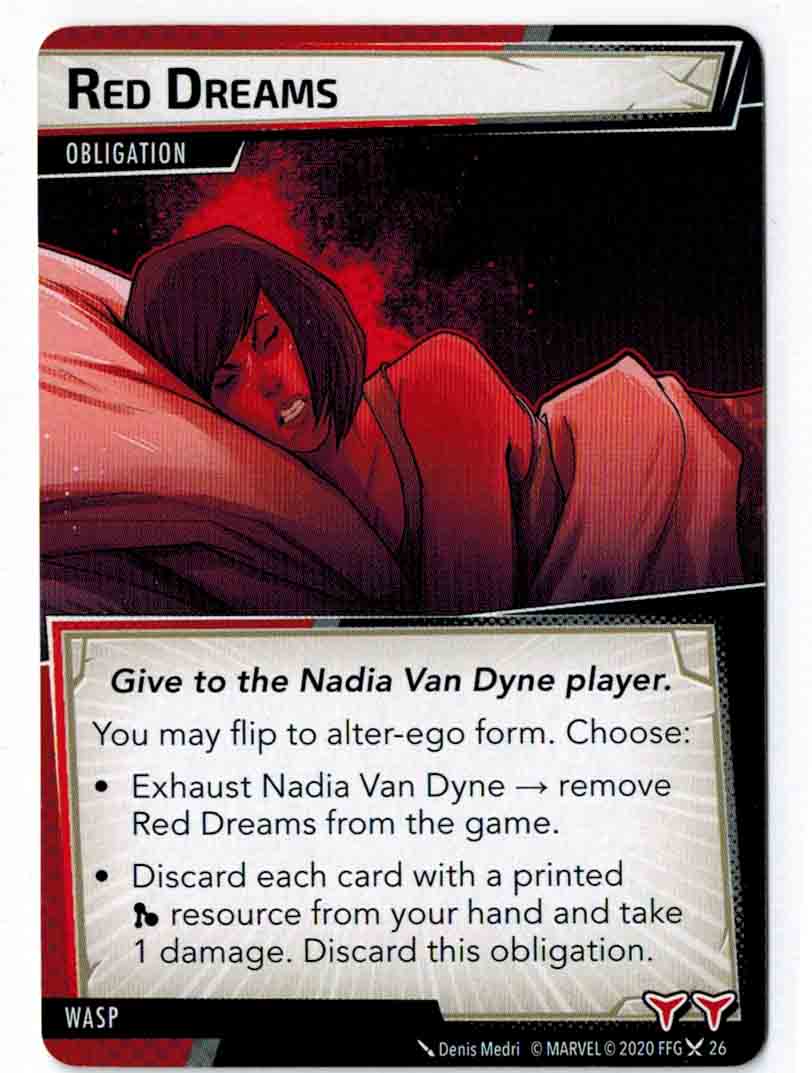 RED DREAMS
OBLIGATION
Give to the Nadia Van Dyne player.
You may flip to alter-ego form. Choose:
• Exhaust Nadia Van Dyne → remove
Red Dreams from the game.
• Discard each card with a printed
resource from your hand and take
1 damage. Discard this obligation.
WASP
Denis Medri © MARVEL © 2020 FFG 26